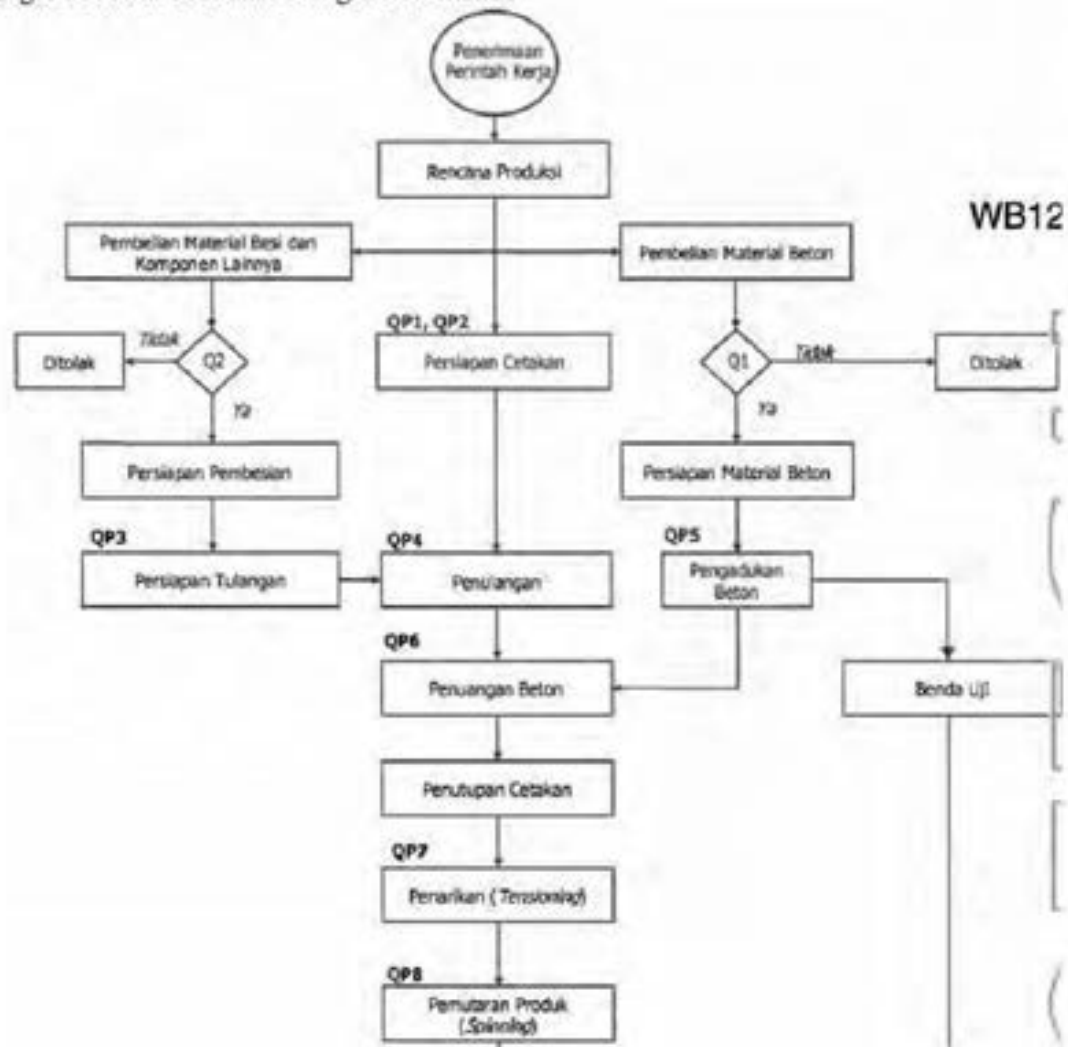 Penerimaan
Perintah Kerja
Rencana Produksi
WB12
Pembelian Material Besi dan
Komponen Lainnya
Pembelian Material Beton
QP1, QP2
Ditolak
Tidak
Q2
Persiapan Cetakan
Q1
Tidak
Ditolak
Ya
Ya
Persiapan Pembesian
Persiapan Material Beton
QP3
QP4
QP5
Persiapan Tulangan
Penulangan
Pengadukan
Beton
QP6
Penuangan Beton
Benda Uji
Penutupan Cetakan
QP7
Penarikan (Tensioning)
QP8
Pemutaran Produk
(Spinning)